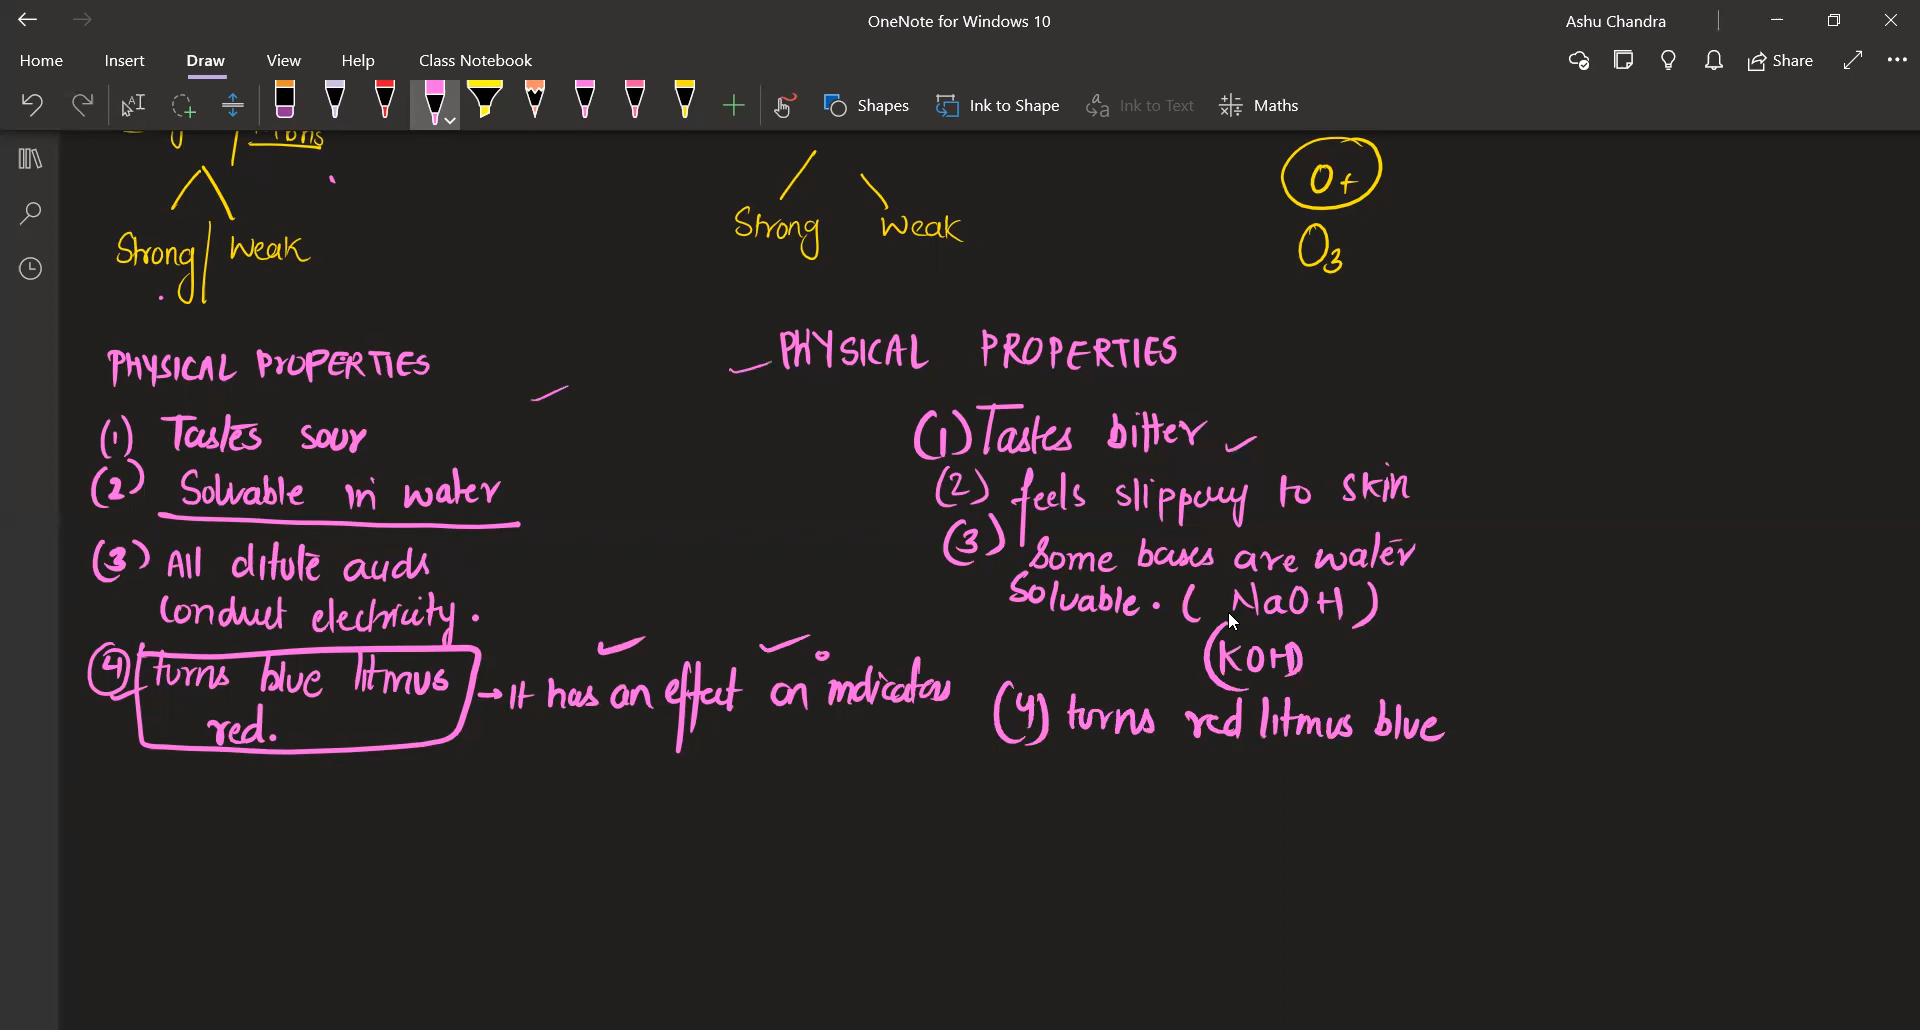 OneNote for Windows 10
Ashu Chandra
Home Insert Draw View Help Class Notebook
Share
Shapes Ink to Shape Ink to Text Maths
Strong Weak
Strong Weak
O+
O3
PHYSICAL PROPERTIES
(1) Tastes sour
(2) Solvable in water
(3) All dilute acids
conduct electricity.
(4) turns blue litmus
red.
→ It has an effect on indicators
PHYSICAL PROPERTIES
(1) Tastes bitter
(2) feels slippery to skin
(3) Some bases are water
Soluable. (NaOH)
(KOH)
(4) turns red litmus blue